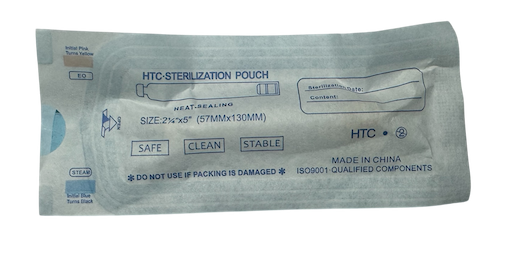 Initial Pink
Turns Yellow
EO
HTC·STERILIZATION POUCH
HEAT-SEALING
SIZE:2¼"x5" (57MMx130MM)
OPEN
SAFE CLEAN STABLE
*DO NOT USE IF PACKING IS DAMAGED*
Sterilization Date:
Content:
HTC • ②
MADE IN CHINA
ISO9001·QUALIFIED COMPONENTS
STEAM
Initial Blue
Turns Black